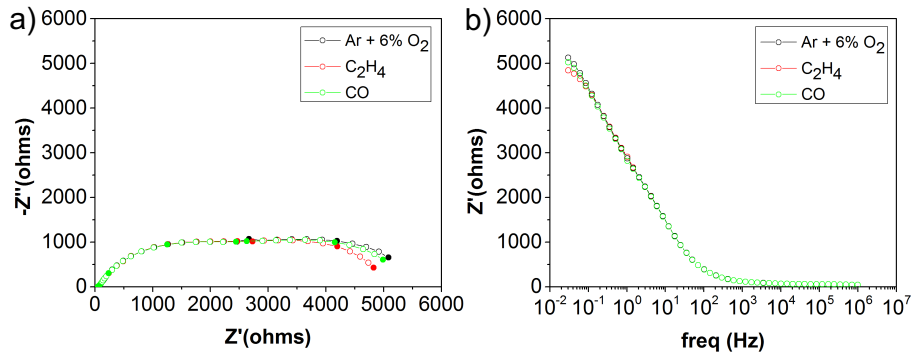 a)
6000
5000
4000
3000
2000
1000
0
-Z''(ohms)
0 1000 2000 3000 4000 5000 6000
Z'(ohms)
Ar + 6% O₂
C₂H₄
CO
b)
6000
5000
4000
3000
2000
1000
0
Z'(ohms)
10⁻² 10⁻¹ 10⁰ 10¹ 10² 10³ 10⁴ 10⁵ 10⁶ 10⁷
freq (Hz)
Ar + 6% O₂
C₂H₄
CO